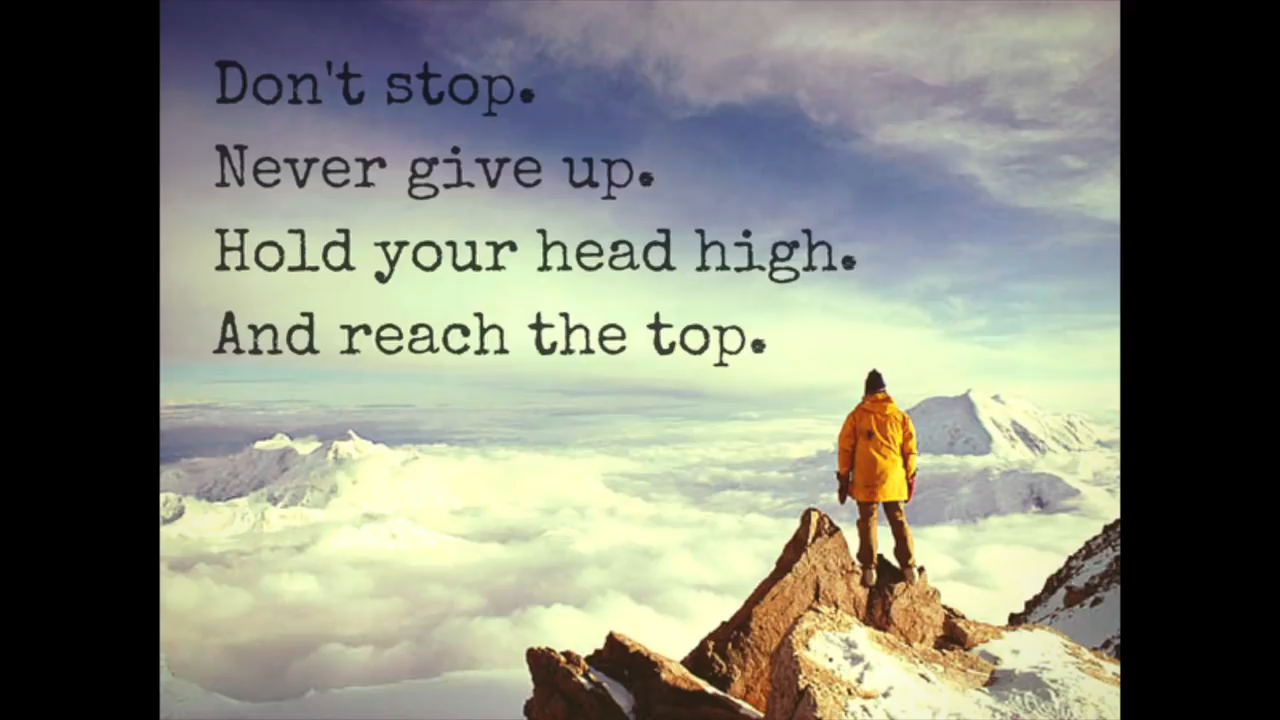 Don't stop.
Never give up.
Hold your head high.
And reach the top.